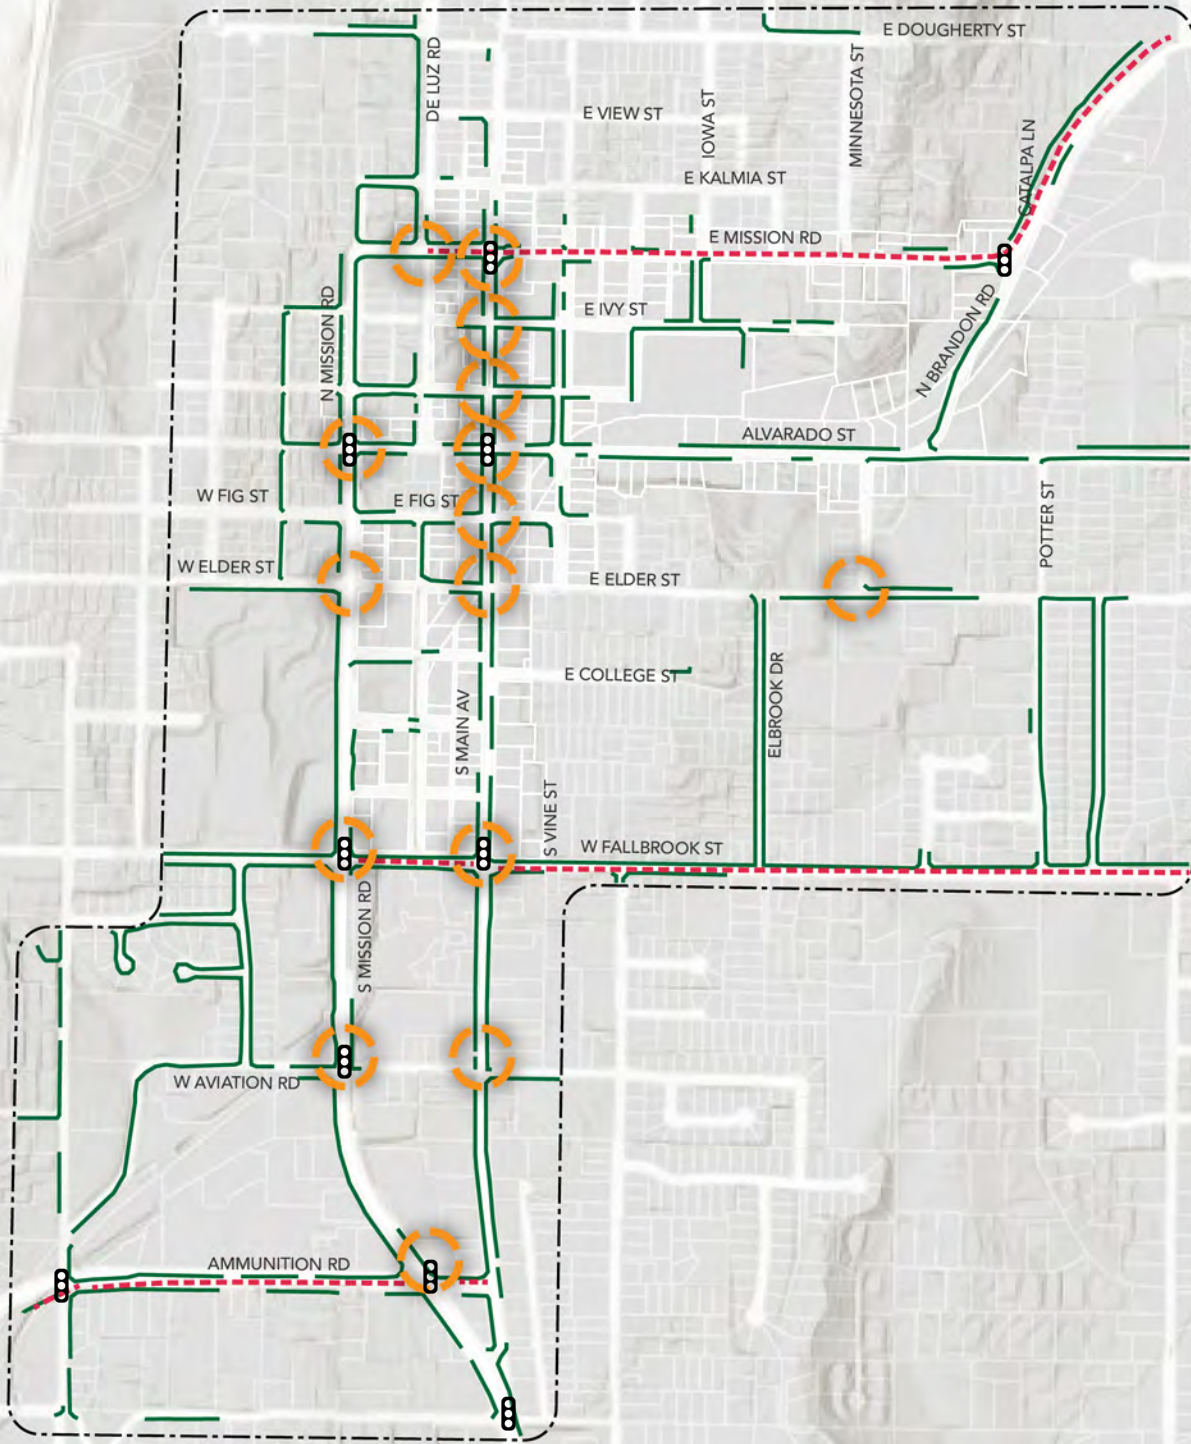 E DOUGHERTY ST
DE LUZ RD
MINNESOTA ST
IOWA ST
E VIEW ST
CATALPA LN
E KALMIA ST
E MISSION RD
N MISSION RD
E IVY ST
N BRANDON RD
ALVARADO ST
W FIG ST
E FIG ST
POTTER ST
W ELDER ST
E ELDER ST
E COLLEGE ST
ELBROOK DR
S MAIN AV
S VINE ST
W FALLBROOK ST
S MISSION RD
W AVIATION RD
AMMUNITION RD